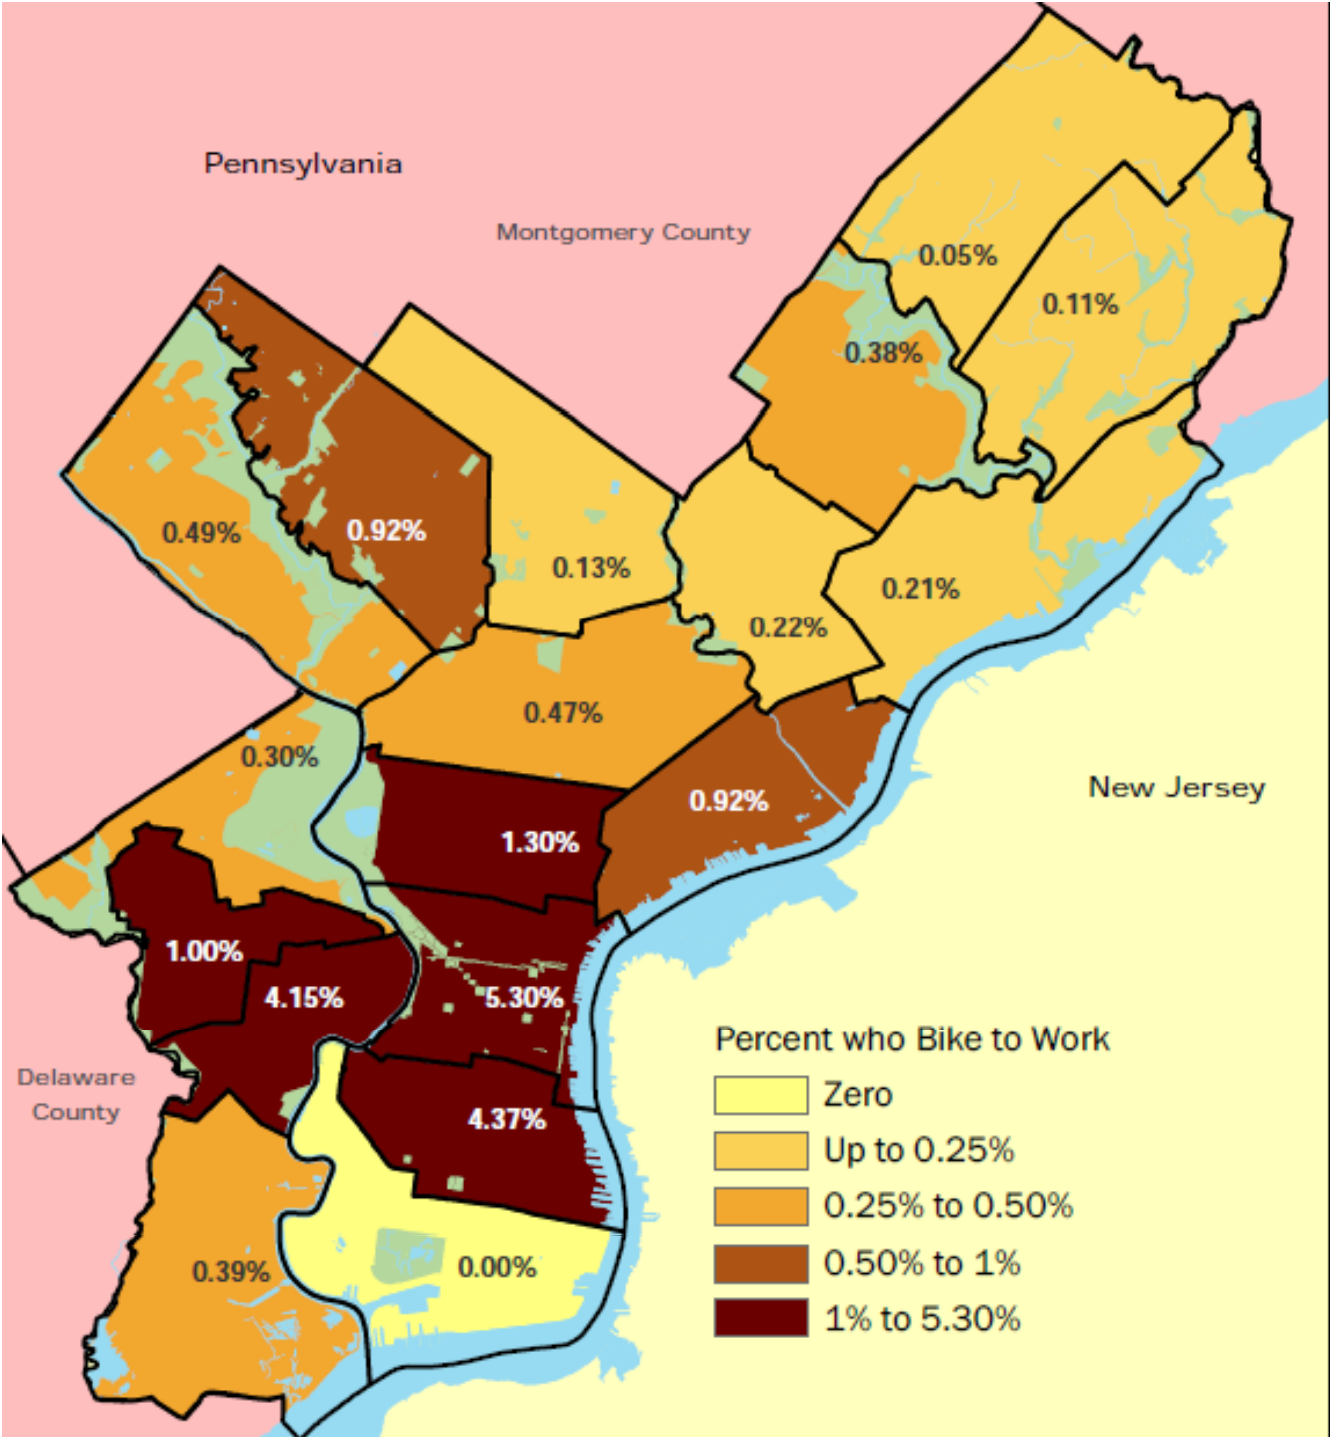 Pennsylvania
Montgomery County
0.05%
0.11%
0.38%
0.49%
0.92%
0.13%
0.21%
0.22%
0.47%
0.30%
0.92%
New Jersey
1.30%
1.00%
4.15%
5.30%
Delaware
County
4.37%
0.39%
0.00%
Percent who Bike to Work
Zero
Up to 0.25%
0.25% to 0.50%
0.50% to 1%
1% to 5.30%